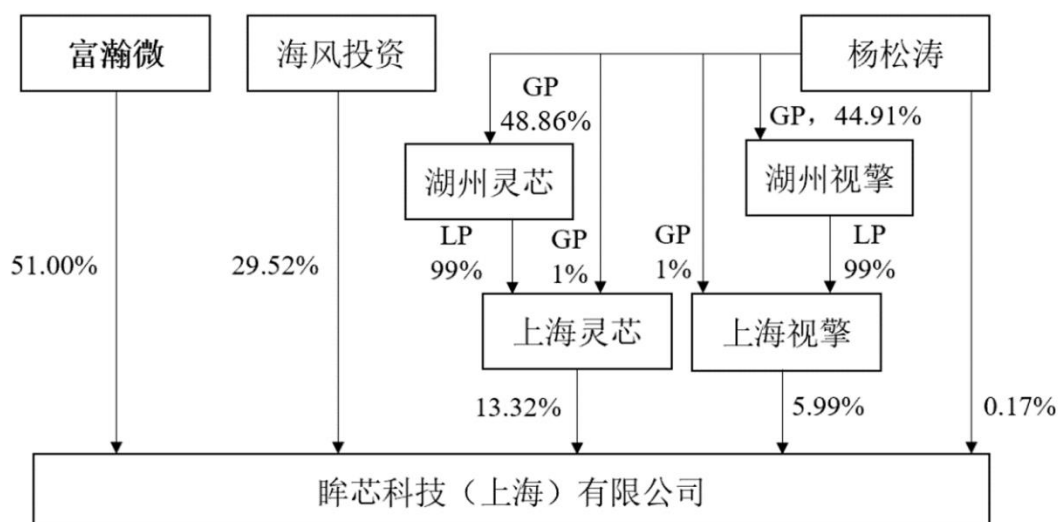 富瀚微
海风投资
杨松涛
GP
48.86%
GP，44.91%
湖州灵芯
湖州视擎
51.00%
29.52%
LP
99%
GP
1%
GP
1%
LP
99%
上海灵芯
上海视擎
13.32%
5.99%
0.17%
眸芯科技（上海）有限公司